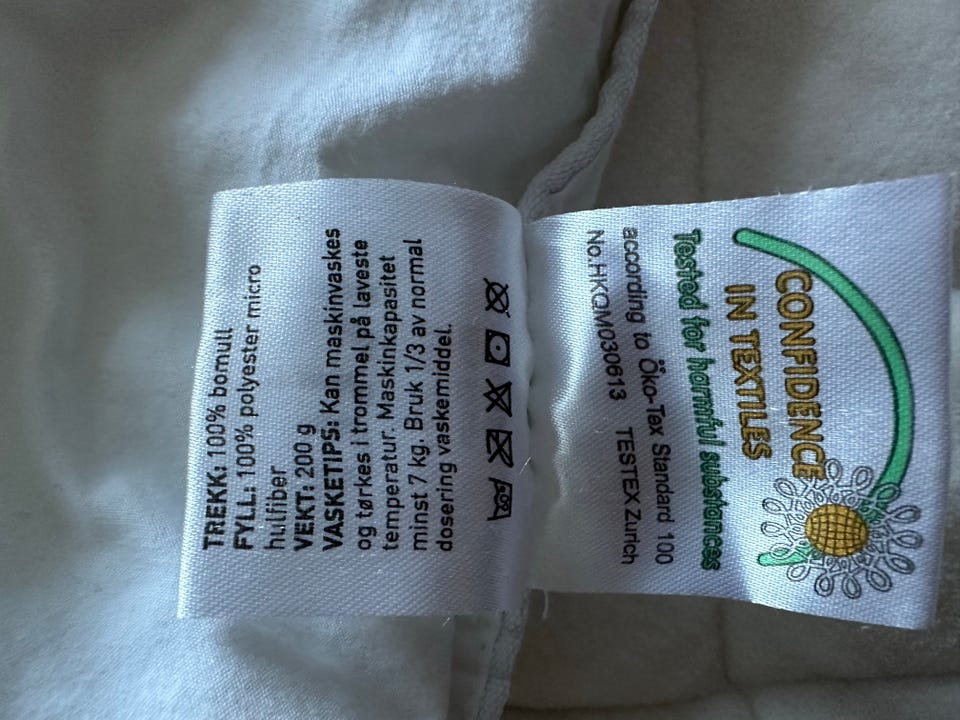 TREKK: 100% bomull
FYLL: 100% polyester micro
hulfiber
VEKT: 200 g
VASKETIPS: Kan maskinvaskes
og tørkes i trommel på laveste
temperatur. Maskinkapasitet
minst 7 kg. Bruk 1/3 av normal
dosering vaskemiddel.
CONFIDENCE
IN TEXTILES
Tested for harmful substances
according to Öko-Tex Standard 100
No.HKQM030613 TESTEX Zurich